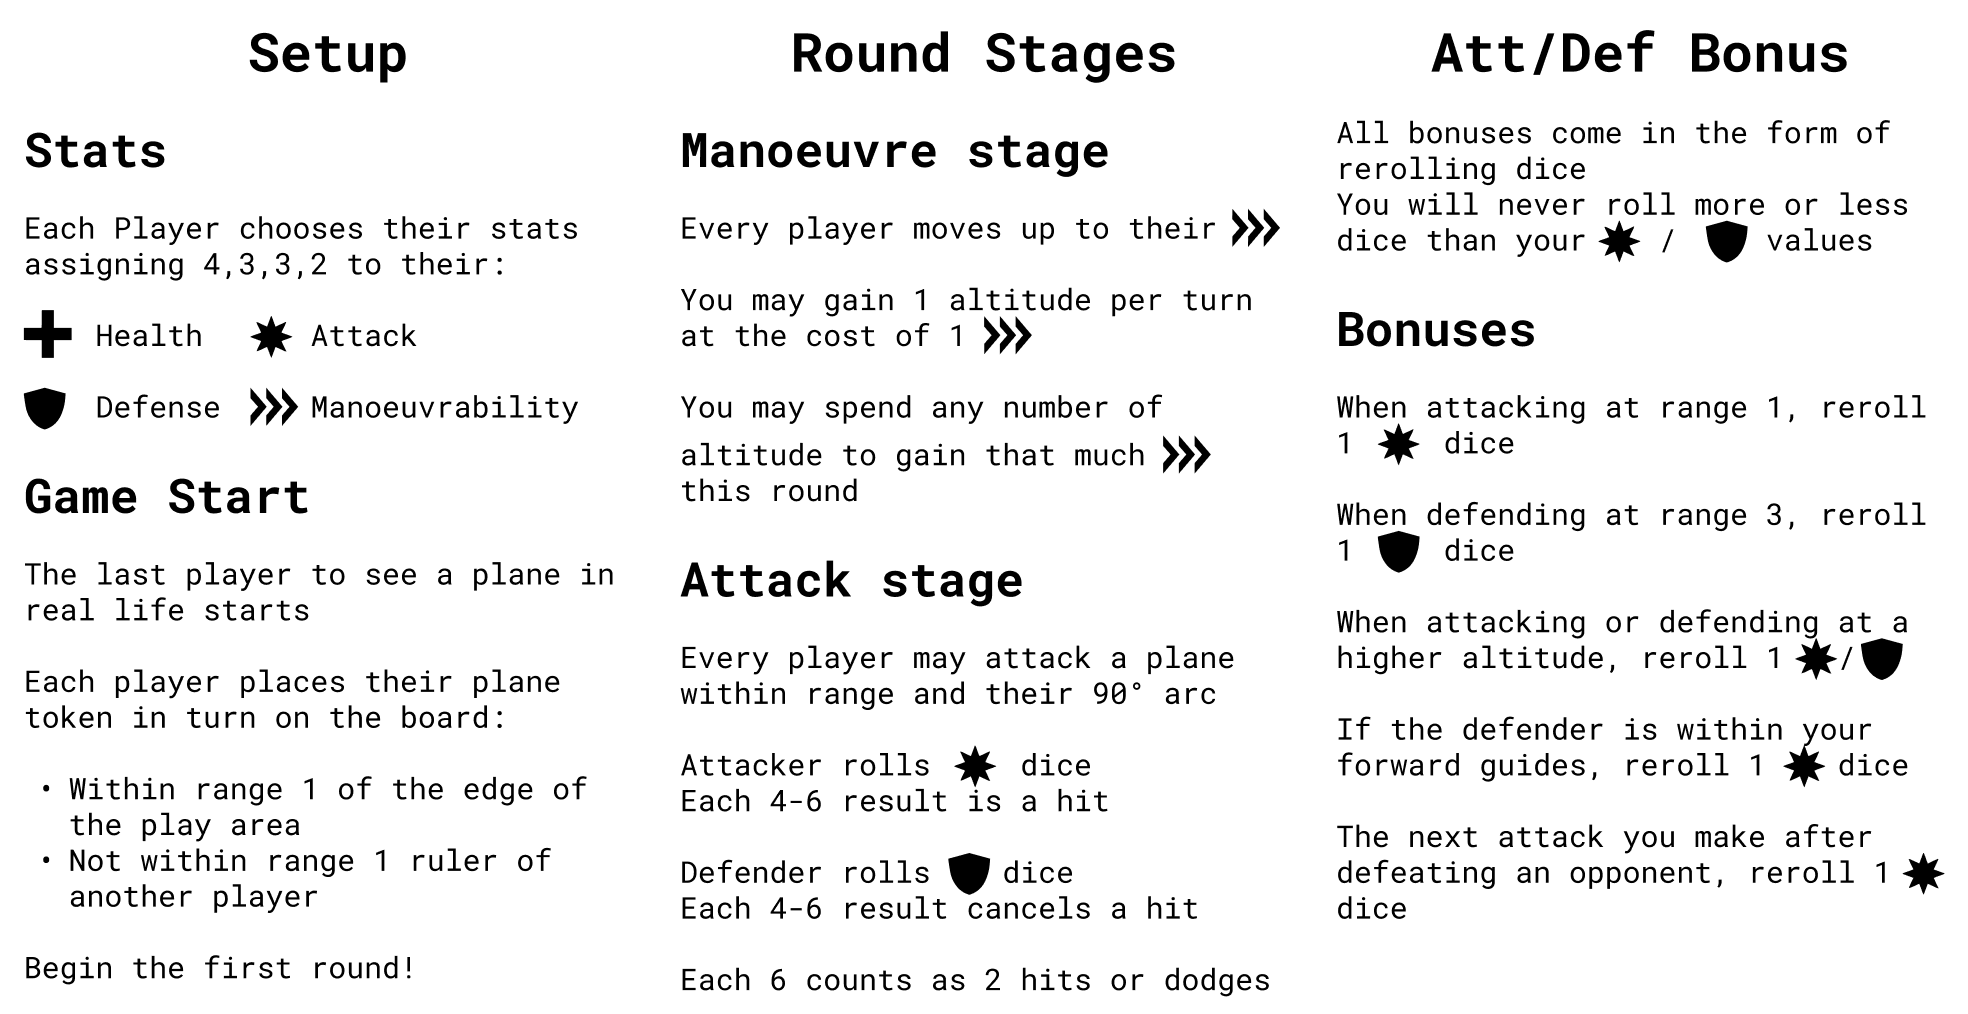 Setup
Stats
Each Player chooses their stats
assigning 4,3,3,2 to their:
Health Attack
Defense Manoeuvrability
Game Start
The last player to see a plane in
real life starts
Each player places their plane
token in turn on the board:
• Within range 1 of the edge of
the play area
• Not within range 1 ruler of
another player
Begin the first round!
Round Stages
Manoeuvre stage
Every player moves up to their
You may gain 1 altitude per turn
at the cost of 1
You may spend any number of
altitude to gain that much
this round
Attack stage
Every player may attack a plane
within range and their 90° arc
Attacker rolls dice
Each 4-6 result is a hit
Defender rolls dice
Each 4-6 result cancels a hit
Each 6 counts as 2 hits or dodges
Att/Def Bonus
All bonuses come in the form of
rerolling dice
You will never roll more or less
dice than your / values
Bonuses
When attacking at range 1, reroll
1 dice
When defending at range 3, reroll
1 dice
When attacking or defending at a
higher altitude, reroll 1 /
If the defender is within your
forward guides, reroll 1 dice
The next attack you make after
defeating an opponent, reroll 1
dice